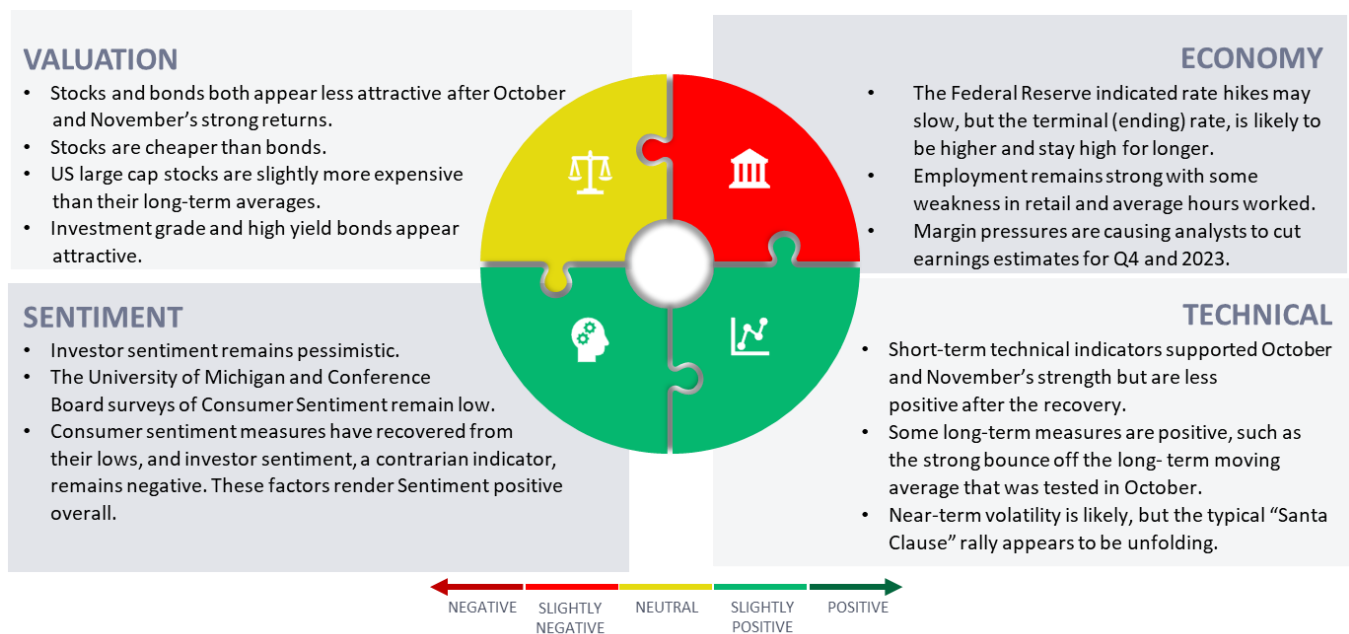 VALUATION
• Stocks and bonds both appear less attractive after October
and November’s strong returns.
• Stocks are cheaper than bonds.
• US large cap stocks are slightly more expensive
than their long-term averages.
• Investment grade and high yield bonds appear
attractive.
ECONOMY
• The Federal Reserve indicated rate hikes may
slow, but the terminal (ending) rate, is likely to
be higher and stay high for longer.
• Employment remains strong with some
weakness in retail and average hours worked.
• Margin pressures are causing analysts to cut
earnings estimates for Q4 and 2023.
SENTIMENT
• Investor sentiment remains pessimistic.
• The University of Michigan and Conference
Board surveys of Consumer Sentiment remain low.
• Consumer sentiment measures have recovered from
their lows, and investor sentiment, a contrarian indicator,
remains negative. These factors render Sentiment positive
overall.
TECHNICAL
• Short-term technical indicators supported October
and November’s strength but are less
positive after the recovery.
• Some long-term measures are positive, such as
the strong bounce off the long- term moving
average that was tested in October.
• Near-term volatility is likely, but the typical “Santa
Clause” rally appears to be unfolding.
NEGATIVE
SLIGHTLY
NEGATIVE
NEUTRAL
SLIGHTLY
POSITIVE
POSITIVE